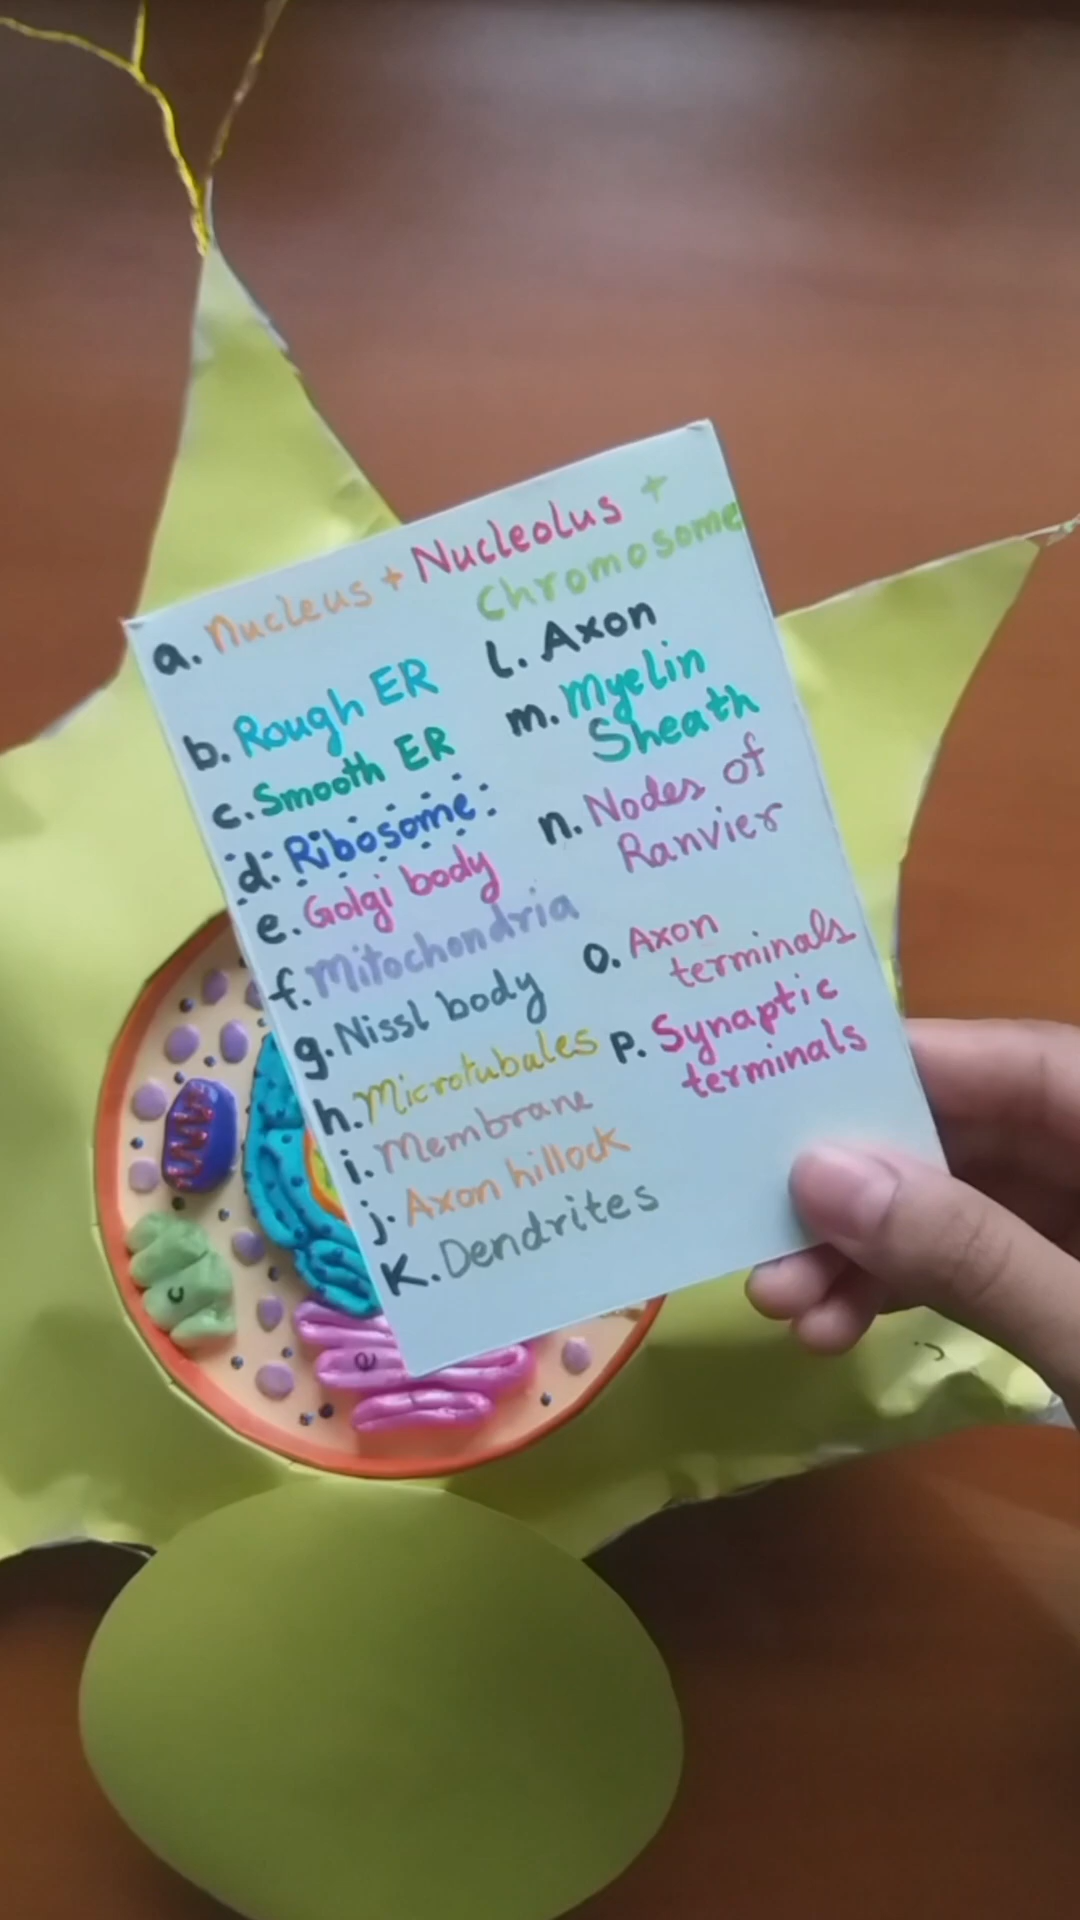 a. Nucleus + Nucleolus +
Chromosome
b. Rough ER
c. Smooth ER
d. Ribosome
e. Golgi body
f. Mitochondria
g. Nissl body
h. Microtubales
i. Membrane
j. Axon hillock
K. Dendrites
l. Axon
m. Myelin
Sheath
n. Nodes of
Ranvier
o. Axon
terminals
p. Synaptic
terminals
c
e
j